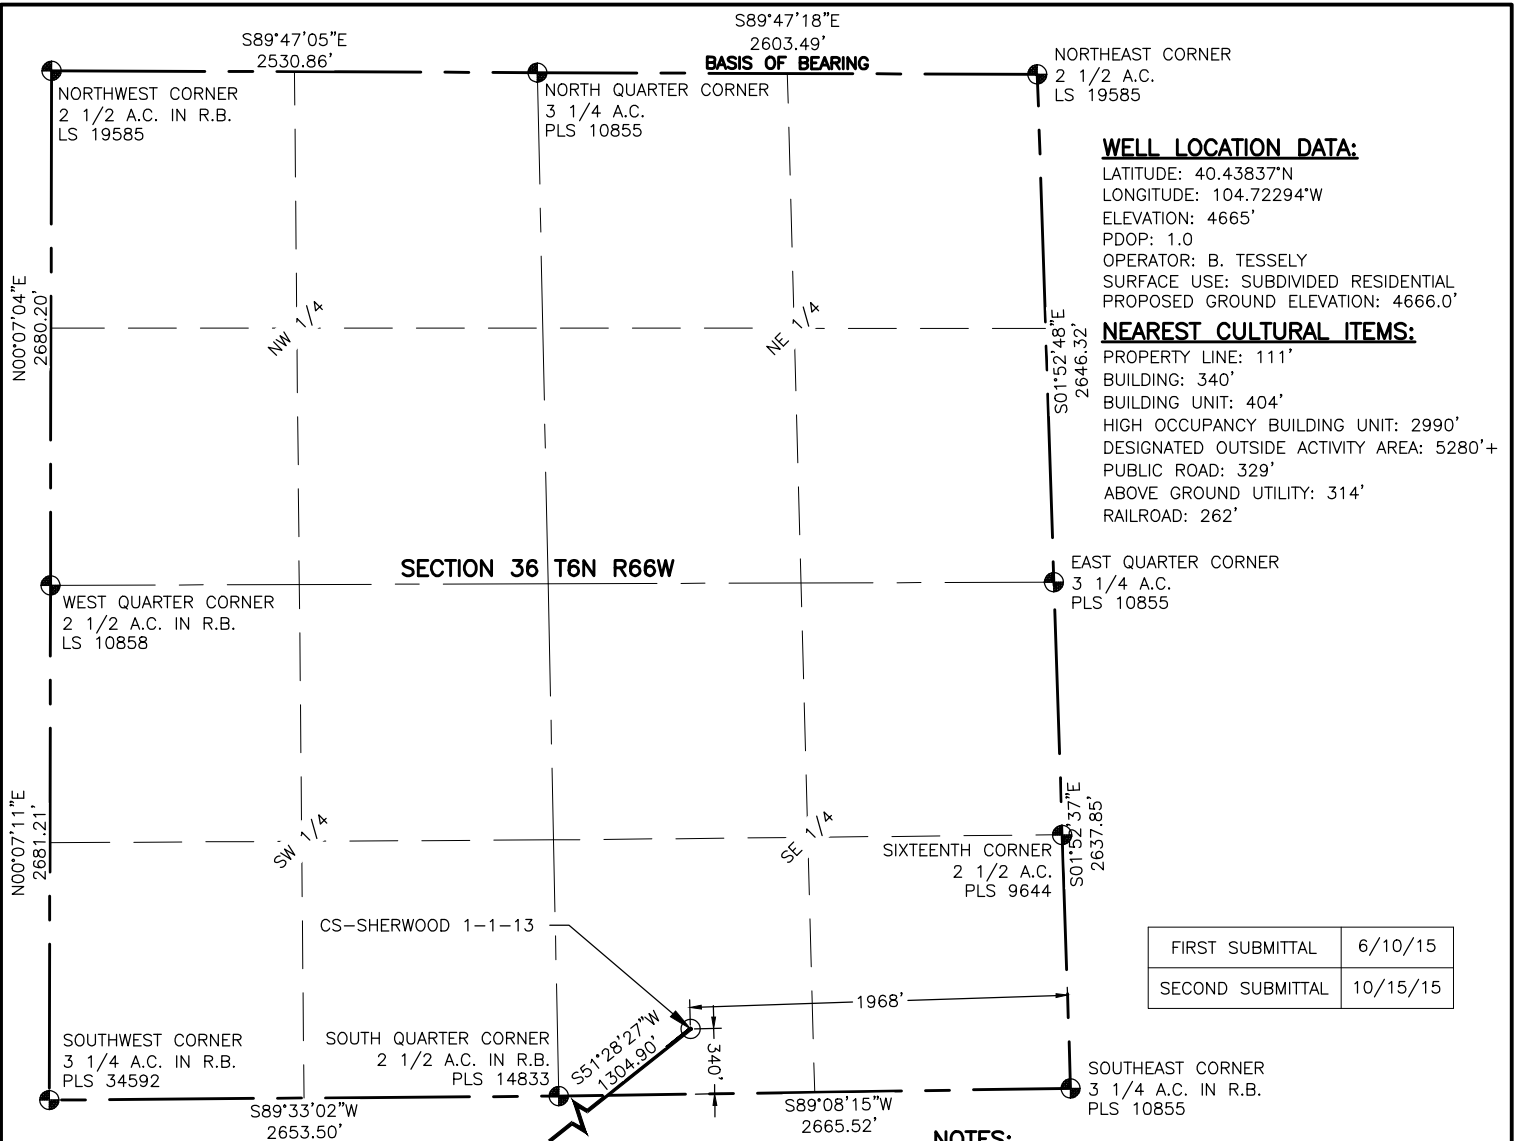 S89°47'05"E
2530.86'
S89°47'18"E
2603.49'
BASIS OF BEARING
NORTHWEST CORNER
2 1/2 A.C. IN R.B.
LS 19585
NORTH QUARTER CORNER
3 1/4 A.C.
PLS 10855
NORTHEAST CORNER
2 1/2 A.C.
LS 19585
WELL LOCATION DATA:
LATITUDE: 40.43837°N
LONGITUDE: 104.72294°W
ELEVATION: 4665'
PDOP: 1.0
OPERATOR: B. TESSELY
SURFACE USE: SUBDIVIDED RESIDENTIAL
PROPOSED GROUND ELEVATION: 4666.0'
NEAREST CULTURAL ITEMS:
PROPERTY LINE: 111'
BUILDING: 340'
BUILDING UNIT: 404'
HIGH OCCUPANCY BUILDING UNIT: 2990'
DESIGNATED OUTSIDE ACTIVITY AREA: 5280'+
PUBLIC ROAD: 329'
ABOVE GROUND UTILITY: 314'
RAILROAD: 262'
N00°07'04"E
2680.20'
NW 1/4
NE 1/4
S01°52'48"E
2646.32'
SECTION 36 T6N R66W
WEST QUARTER CORNER
2 1/2 A.C. IN R.B.
LS 10858
EAST QUARTER CORNER
3 1/4 A.C.
PLS 10855
N00°07'11"E
2681.21'
SW 1/4
SE 1/4
SIXTEENTH CORNER
2 1/2 A.C.
PLS 9644
S01°52'37"E
2637.85'
CS-SHERWOOD 1-1-13
FIRST SUBMITTAL 6/10/15
SECOND SUBMITTAL 10/15/15
1968'
340'
S51°28'27"W
1304.90'
SOUTHWEST CORNER
3 1/4 A.C. IN R.B.
PLS 34592
SOUTH QUARTER CORNER
2 1/2 A.C. IN R.B.
PLS 14833
SOUTHEAST CORNER
3 1/4 A.C. IN R.B.
PLS 10855
S89°33'02"W
2653.50'
S89°08'15"W
2665.52'
NOTES: